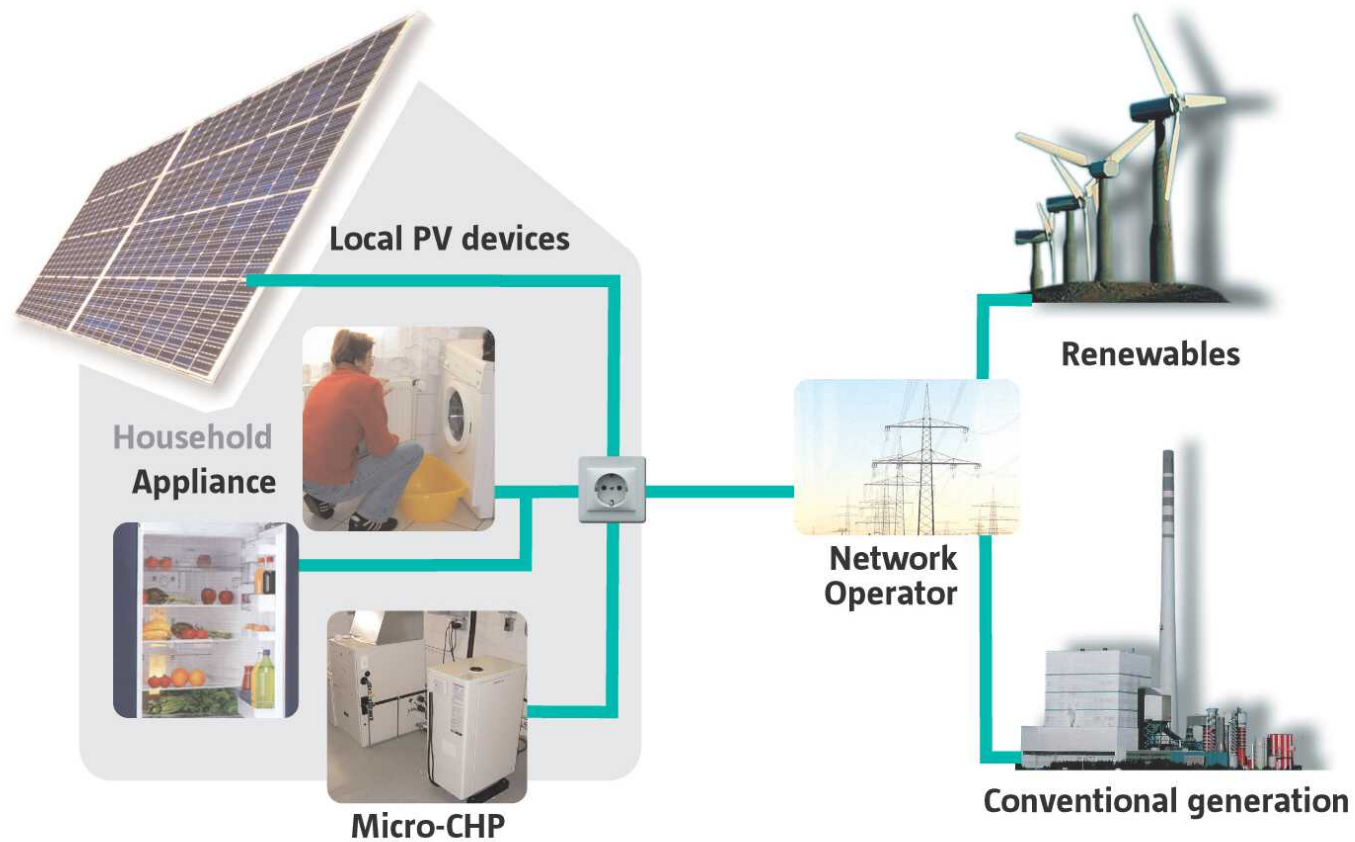 Local PV devices
Household
Appliance
Micro-CHP
Network
Operator
Renewables
Conventional generation